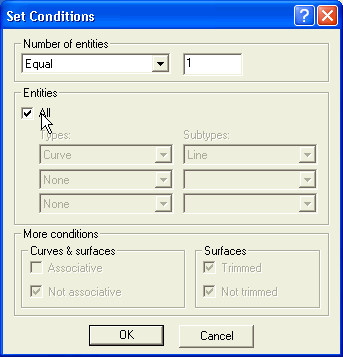 Set Conditions
Number of entities
Equal 1
Entities
All
Types: Subtypes:
Curve Line
None
None
More conditions
Curves & surfaces Surfaces
Associative Trimmed
Not associative Not trimmed
OK Cancel